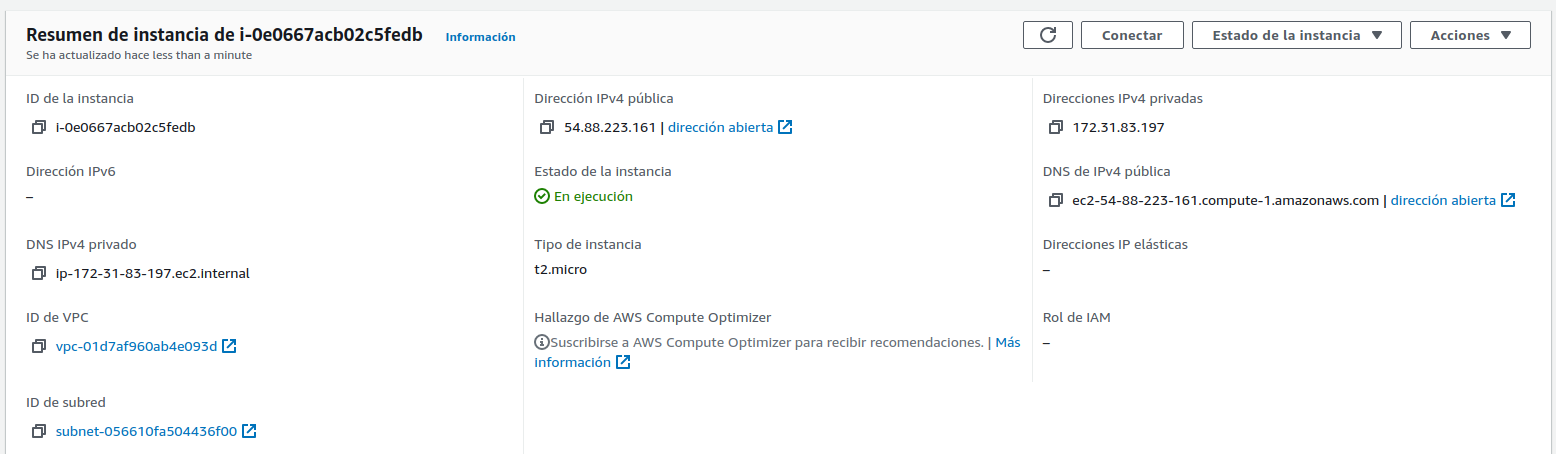 Resumen de instancia de i-0e0667acb02c5fedb Información
Se ha actualizado hace less than a minute
Conectar
Estado de la instancia
Acciones
ID de la instancia
i-0e0667acb02c5fedb
Dirección IPv4 pública
54.88.223.161 | dirección abierta
Direcciones IPv4 privadas
172.31.83.197
Dirección IPv6
–
Estado de la instancia
En ejecución
DNS de IPv4 pública
ec2-54-88-223-161.compute-1.amazonaws.com | dirección abierta
DNS IPv4 privado
ip-172-31-83-197.ec2.internal
Tipo de instancia
t2.micro
Direcciones IP elásticas
–
ID de VPC
vpc-01d7af960ab4e093d
Hallazgo de AWS Compute Optimizer
Suscribirse a AWS Compute Optimizer para recibir recomendaciones. | Más
información
Rol de IAM
–
ID de subred
subnet-056610fa504436f00